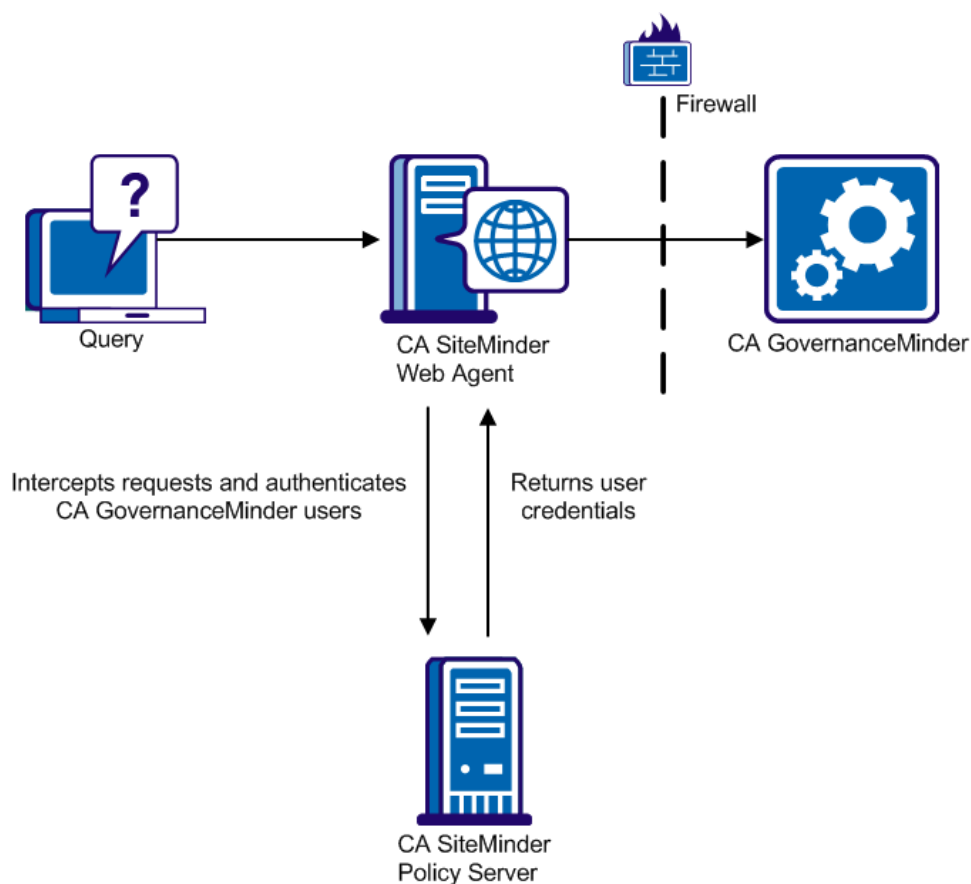 Firewall
?
Query
CA SiteMinder
Web Agent
CA GovernanceMinder
Intercepts requests and authenticates
CA GovernanceMinder users
Returns user
credentials
CA SiteMinder
Policy Server